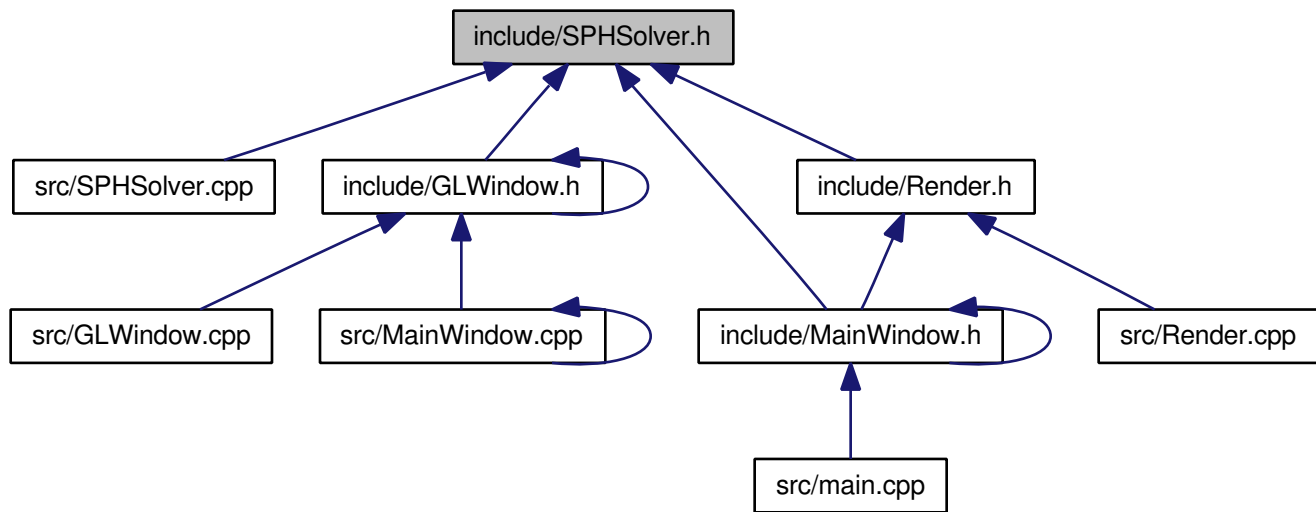 include/SPHSolver.h
src/SPHSolver.cpp
include/GLWindow.h
include/Render.h
src/GLWindow.cpp
src/MainWindow.cpp
include/MainWindow.h
src/Render.cpp
src/main.cpp